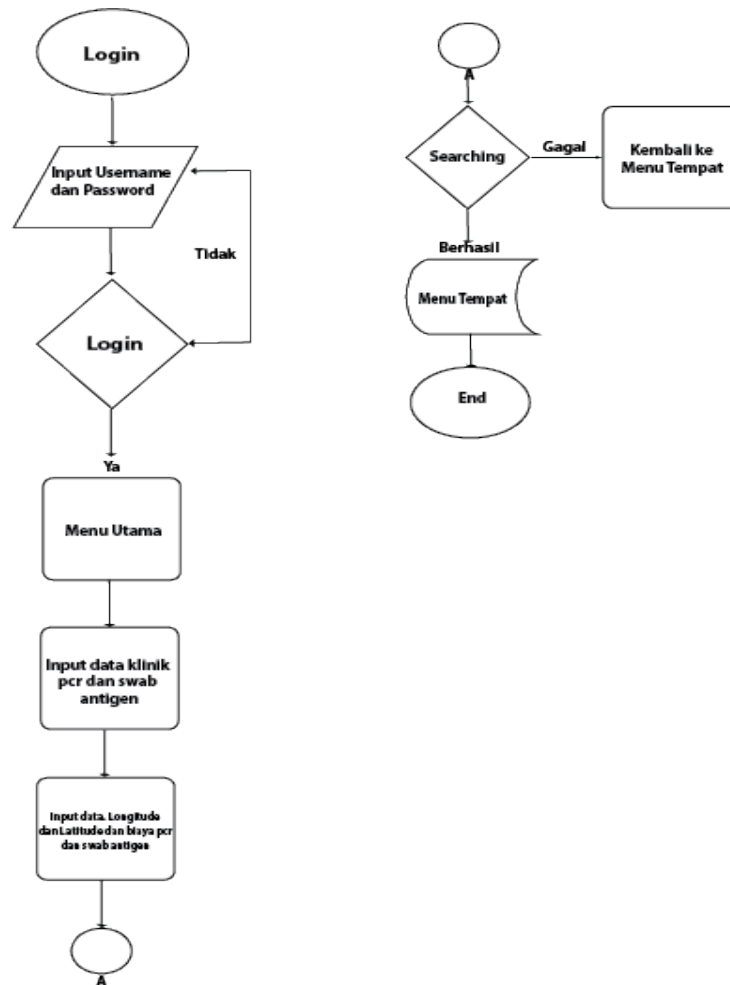 Login
Input Username
dan Password
Tidak
Login
Ya
Menu Utama
Input data klinik
pcr dan swab
antigen
Input data. Longitude
dan Latitude dan biaya pcr
dan swab antigen
A
A
Searching
Gagal
Kembali ke
Menu Tempat
Berhasil
Menu Tempat
End